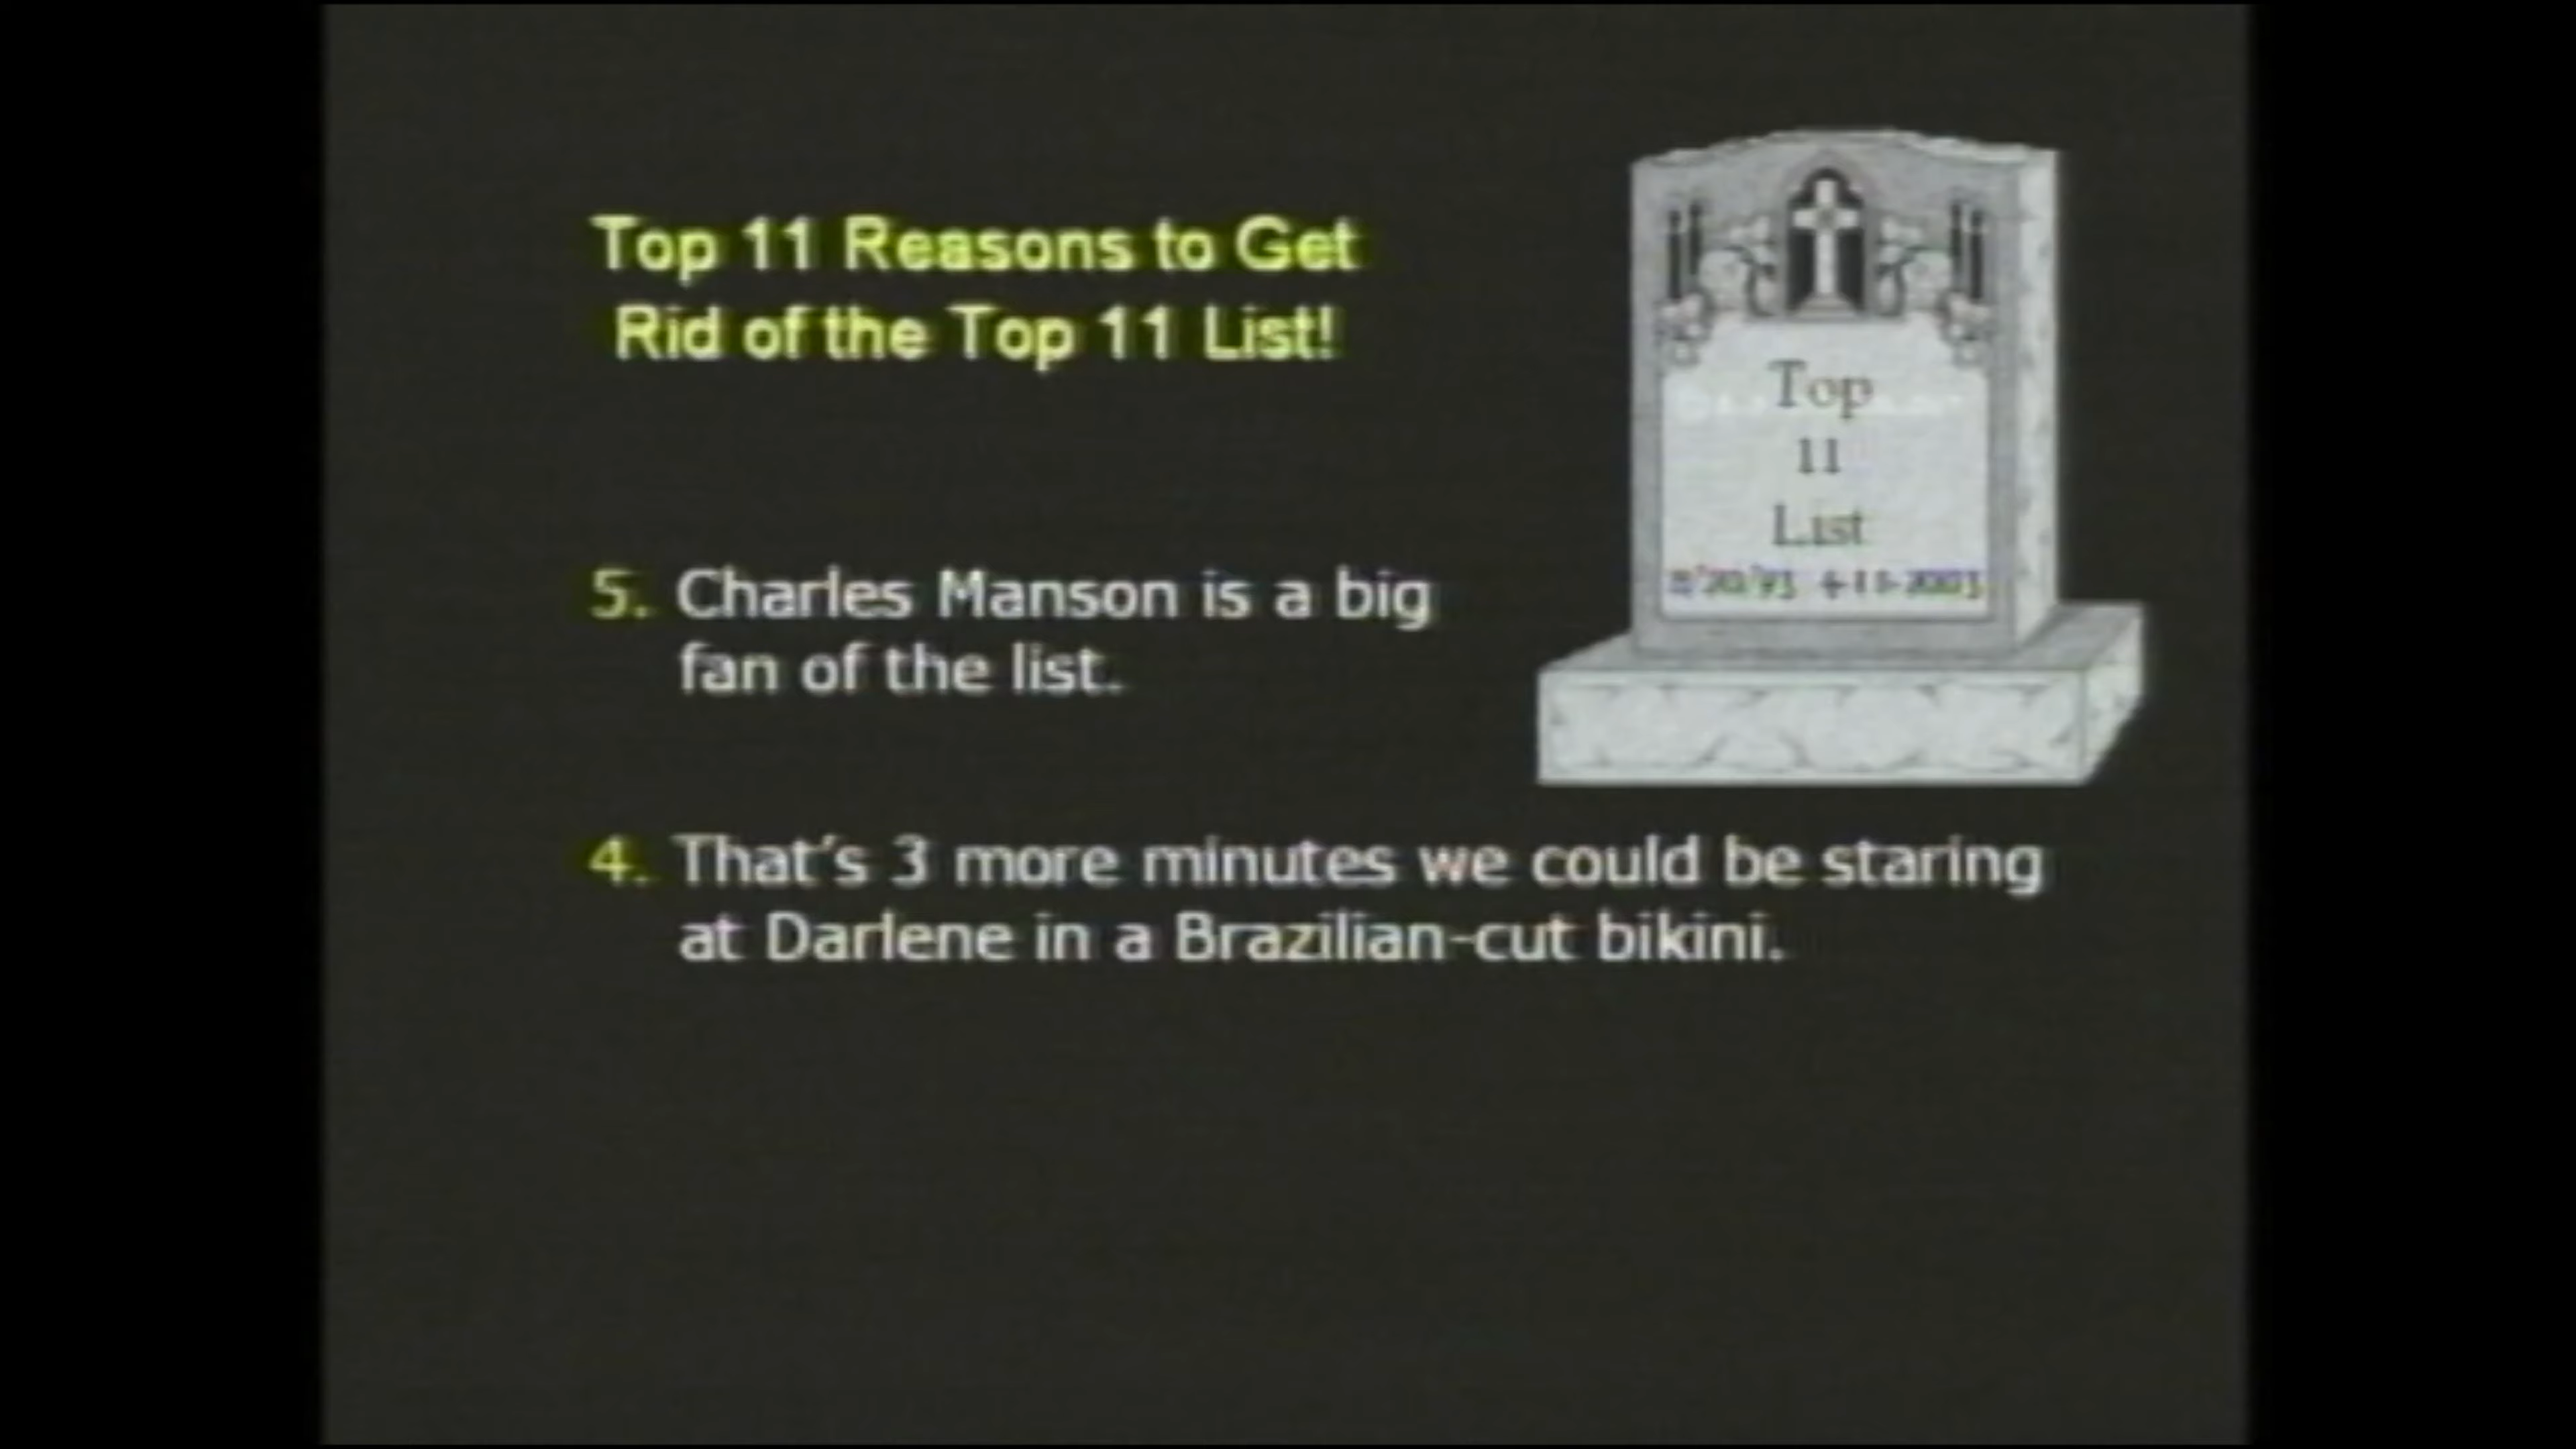 Top 11 Reasons to Get
Rid of the Top 11 List!
Top
11
List
5. Charles Manson is a big
fan of the list.
4. That's 3 more minutes we could be staring
at Darlene in a Brazilian-cut bikini.